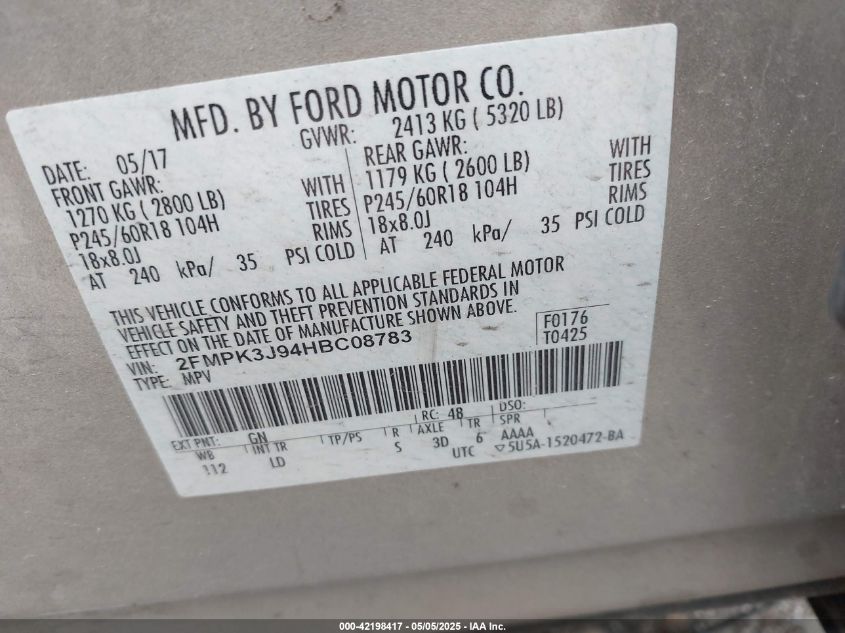 MFD. BY FORD MOTOR CO.
DATE: 05/17 GVWR: 2413 KG ( 5320 LB)
FRONT GAWR:
1270 KG ( 2800 LB) WITH
P245/60R18 104H TIRES
18x8.0J RIMS
AT 240 kPa/ 35 PSI COLD
REAR GAWR:
1179 KG ( 2600 LB) WITH
P245/60R18 104H TIRES
18x8.0J RIMS
AT 240 kPa/ 35 PSI COLD
THIS VEHICLE CONFORMS TO ALL APPLICABLE FEDERAL MOTOR
VEHICLE SAFETY AND THEFT PREVENTION STANDARDS IN
EFFECT ON THE DATE OF MANUFACTURE SHOWN ABOVE.
VIN: 2FMPK3J94HBC08783
TYPE: MPV
F0176
T0425
EXT PNT: GN RC: 48 DSO:
WB INT TR TP/PS R AXLE TR SPR
112 LD S 3D 6 AAAA
UTC ▽5U5A-1520472-BA
000-42198417 - 05/05/2025 - IAA Inc.